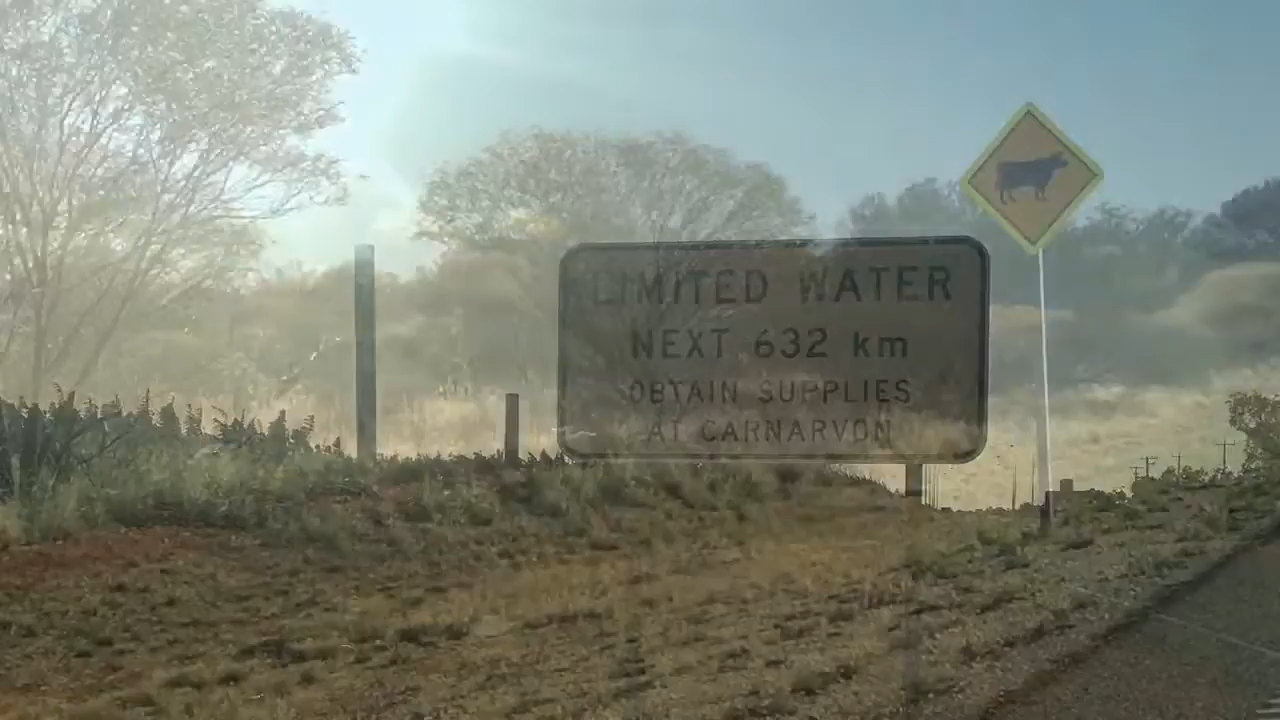 LIMITED WATER
NEXT 632 km
OBTAIN SUPPLIES
AT CARNARVON